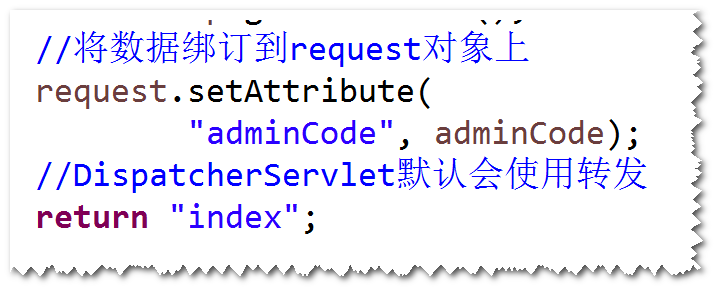 //将数据绑订到request对象上
request.setAttribute(
"adminCode", adminCode);
//DispatcherServlet默认会使用转发
return "index";